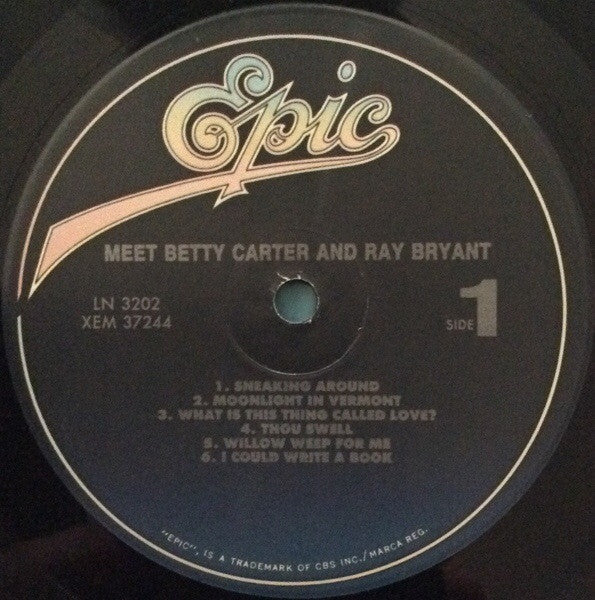 Epic
MEET BETTY CARTER AND RAY BRYANT
LN 3202
XEM 37244
SIDE 1
1. SNEAKING AROUND
2. MOONLIGHT IN VERMONT
3. WHAT IS THIS THING CALLED LOVE?
4. THOU SWELL
5. WILLOW WEEP FOR ME
6. I COULD WRITE A BOOK
"EPIC", IS A TRADEMARK OF CBS INC./MARCA REG.